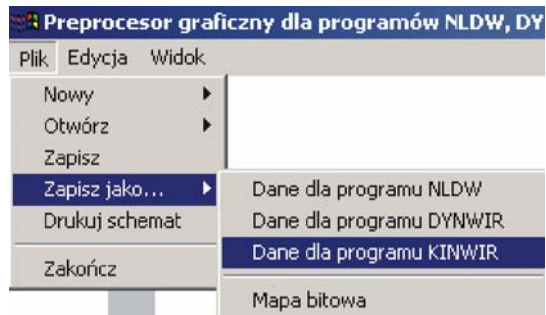 Preprocesor graficzny dla programów NLDW, DY
Plik Edycja Widok
Nowy
Otwórz
Zapisz
Zapisz jako...
Drukuj schemat
Zakończ
Dane dla programu NLDW
Dane dla programu DYNWIR
Dane dla programu KINWIR
Mapa bitowa